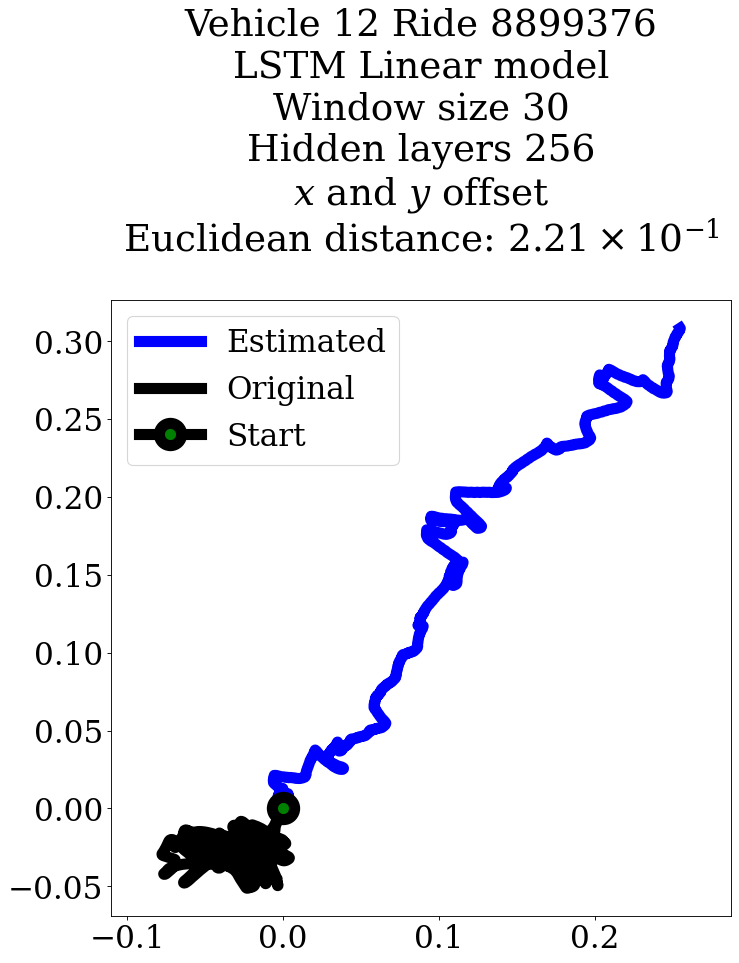 Vehicle 12 Ride 8899376
LSTM Linear model
Window size 30
Hidden layers 256
x and y offset
Euclidean distance: 2.21 × 10⁻¹
Estimated
Original
Start
0.30
0.25
0.20
0.15
0.10
0.05
0.00
−0.05
−0.1 0.0 0.1 0.2